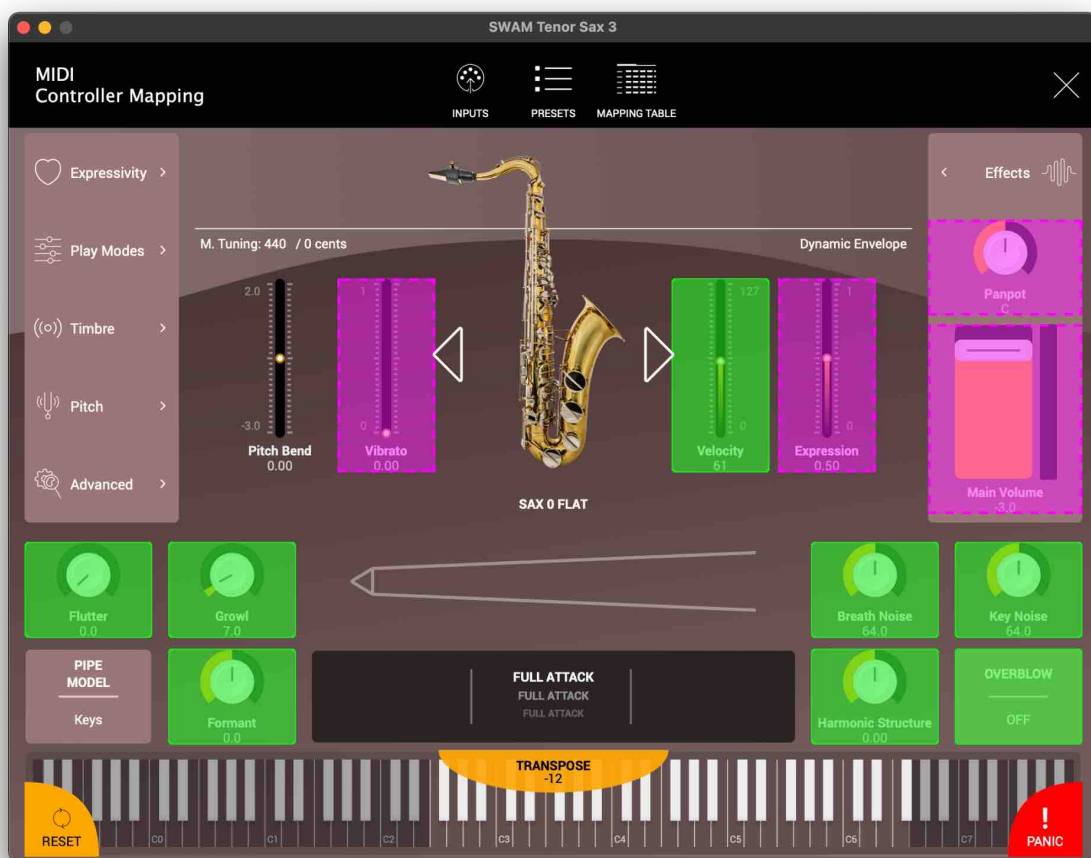 SWAM Tenor Sax 3
MIDI
Controller Mapping
INPUTS
PRESETS
MAPPING TABLE
Expressivity
Play Modes
Timbre
Pitch
Advanced
M. Tuning: 440 / 0 cents
Dynamic Envelope
2.0
-3.0
Pitch Bend
0.00
1
0
Vibrato
0.00
127
0
Velocity
61
1
0
Expression
0.50
SAX 0 FLAT
Effects
Panpot
C
Main Volume
-3.0
Flutter
0.0
Growl
7.0
Breath Noise
64.0
Key Noise
64.0
PIPE
MODEL
Keys
Formant
0.0
FULL ATTACK
FULL ATTACK
FULL ATTACK
Harmonic Structure
0.00
OVERBLOW
OFF
TRANSPOSE
-12
RESET
C0
C1
C2
C3
C4
C5
C6
C7
!
PANIC